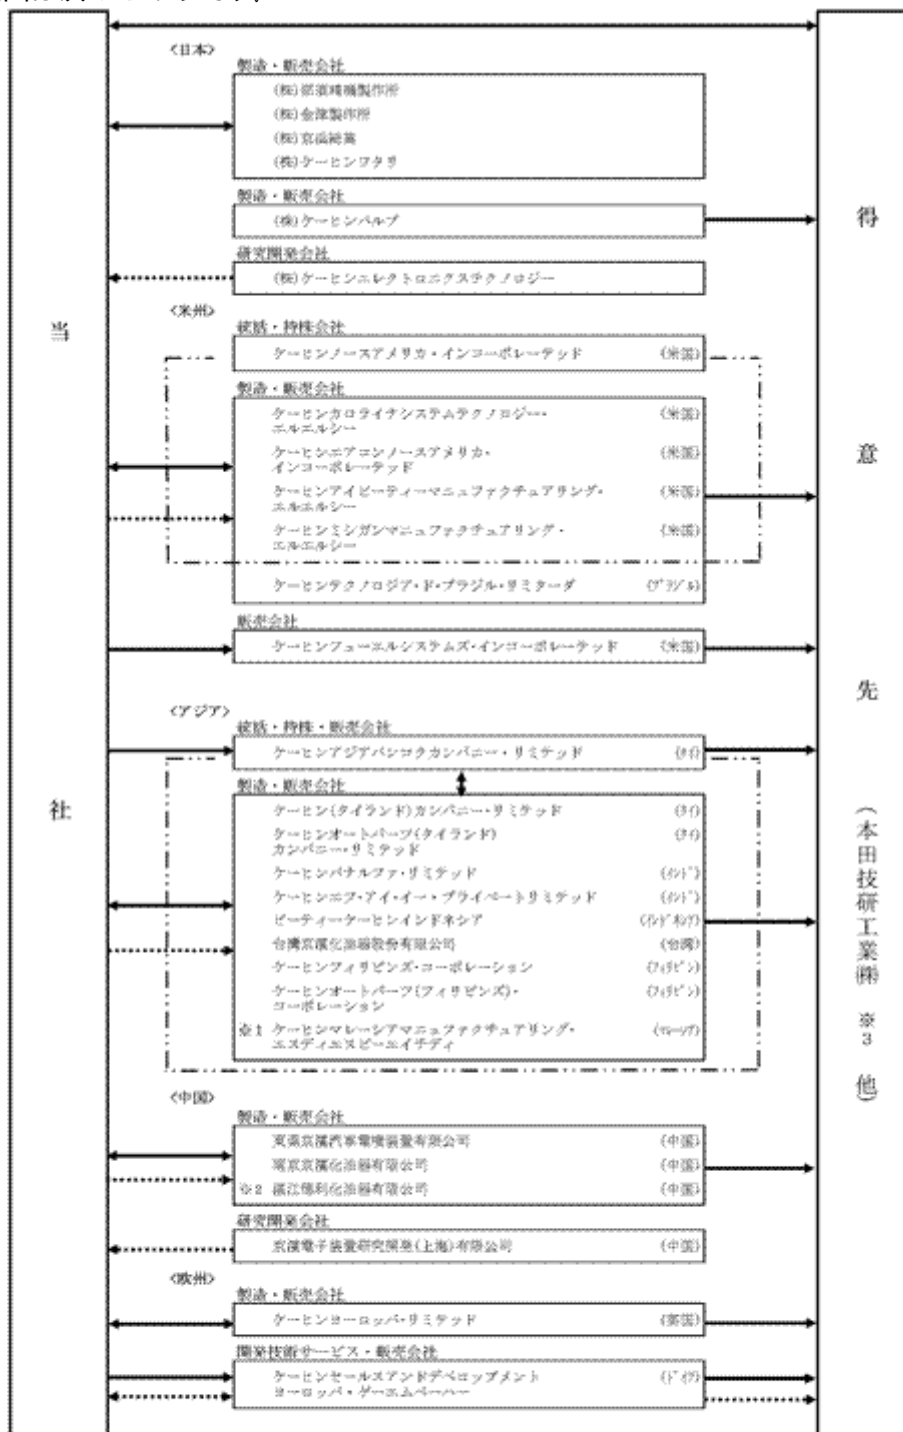 当社
得意先
(本田技研工業㈱ ※3 他)
<日本>
製造・販売会社
(株)那須精機製作所
(株)金津製作所
(株)ケーヒンワタリ
製造・販売会社
(株)ケーヒンバルブ
研究開発会社
(株)ケーヒンエレクトロニクステクノロジー
<米州>
統括・持株会社
ケーヒンノースアメリカ・インコーポレーテッド (米国)
製造・販売会社
ケーヒンカロライナシステムテクノロジー・
エルエルシー (米国)
ケーヒンエアコンノースアメリカ・
インコーポレーテッド (米国)
ケーヒンアイピーティーマニュファクチュアリング・
エルエルシー (米国)
ケーヒンミシガンマニュファクチュアリング・
エルエルシー (米国)
ケーヒンテクノロジア・ド・ブラジル・リミターダ (ブラジル)
販売会社
ケーヒンフューエルシステムズ・インコーポレーテッド (米国)
<アジア>
統括・持株・販売会社
ケーヒンアジアバンコクカンパニー・リミテッド (タイ)
製造・販売会社
ケーヒン(タイランド)カンパニー・リミテッド (タイ)
ケーヒンオートパーツ(タイランド)
カンパニー・リミテッド (タイ)
ケーヒンパナルファ・リミテッド (インド)
ケーヒンエフ・アイ・イー・プライベートリミテッド (インド)
ピーティーケーヒンインドネシア (インドネシア)
台湾京濱化油器股份有限公司 (台湾)
ケーヒンフィリピンズ・コーポレーション (フィリピン)
ケーヒンオートパーツ(フィリピンズ)・
コーポレーション (フィリピン)
※1 ケーヒンマレーシアマニュファクチュアリング・
エスディエヌビーエイチディ (マレーシア)
<中国>
製造・販売会社
東莞京濱汽車電噴装置有限公司 (中国)
南京京濱化油器有限公司 (中国)
※2 湛江徳利化油器有限公司 (中国)
研究開発会社
京濱電子装置研究開発(上海)有限公司 (中国)
<欧州>
製造・販売会社
ケーヒンヨーロッパ・リミテッド (英国)
開発技術サービス・販売会社
ケーヒンセールスアンドデベロップメント
ヨーロッパ・ゲーエムベーハー (ドイツ)